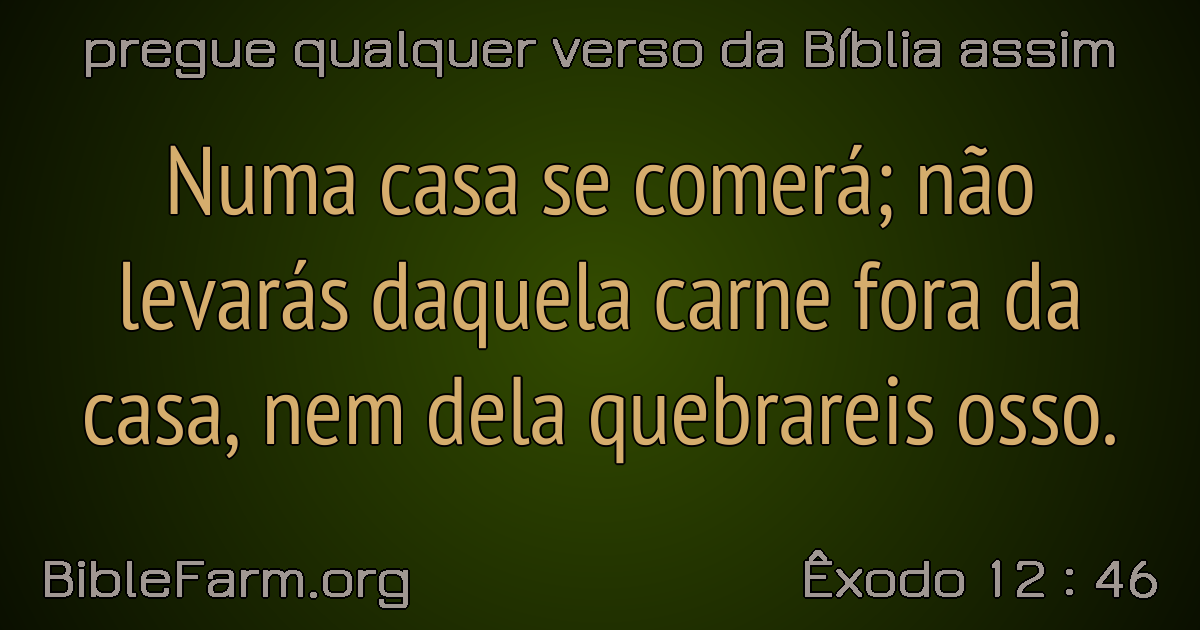 pregue qualquer verso da Bíblia assim
Numa casa se comerá; não
levarás daquela carne fora da
casa, nem dela quebrareis osso.
BibleFarm.org
Êxodo 12 : 46